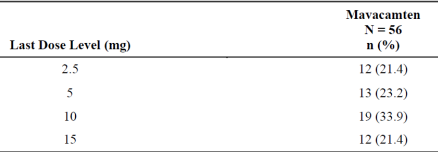 Mavacamten
N = 56
Last Dose Level (mg) n (%)
2.5 12 (21.4)
5 13 (23.2)
10 19 (33.9)
15 12 (21.4)